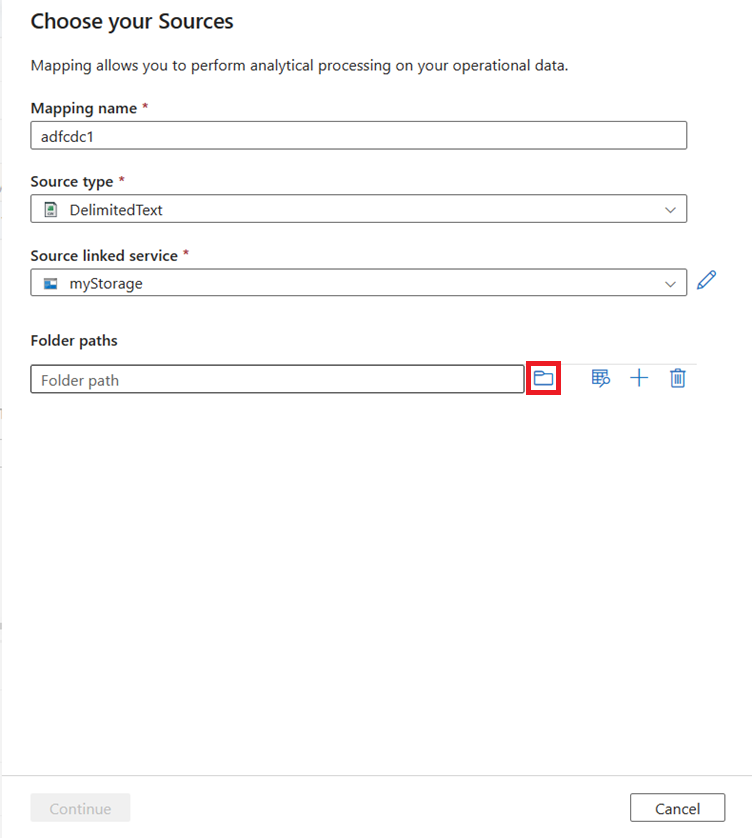 Choose your Sources
Mapping allows you to perform analytical processing on your operational data.
Mapping name *
adfcdc1
Source type *
DelimitedText
Source linked service *
myStorage
Folder paths
Folder path
Continue
Cancel